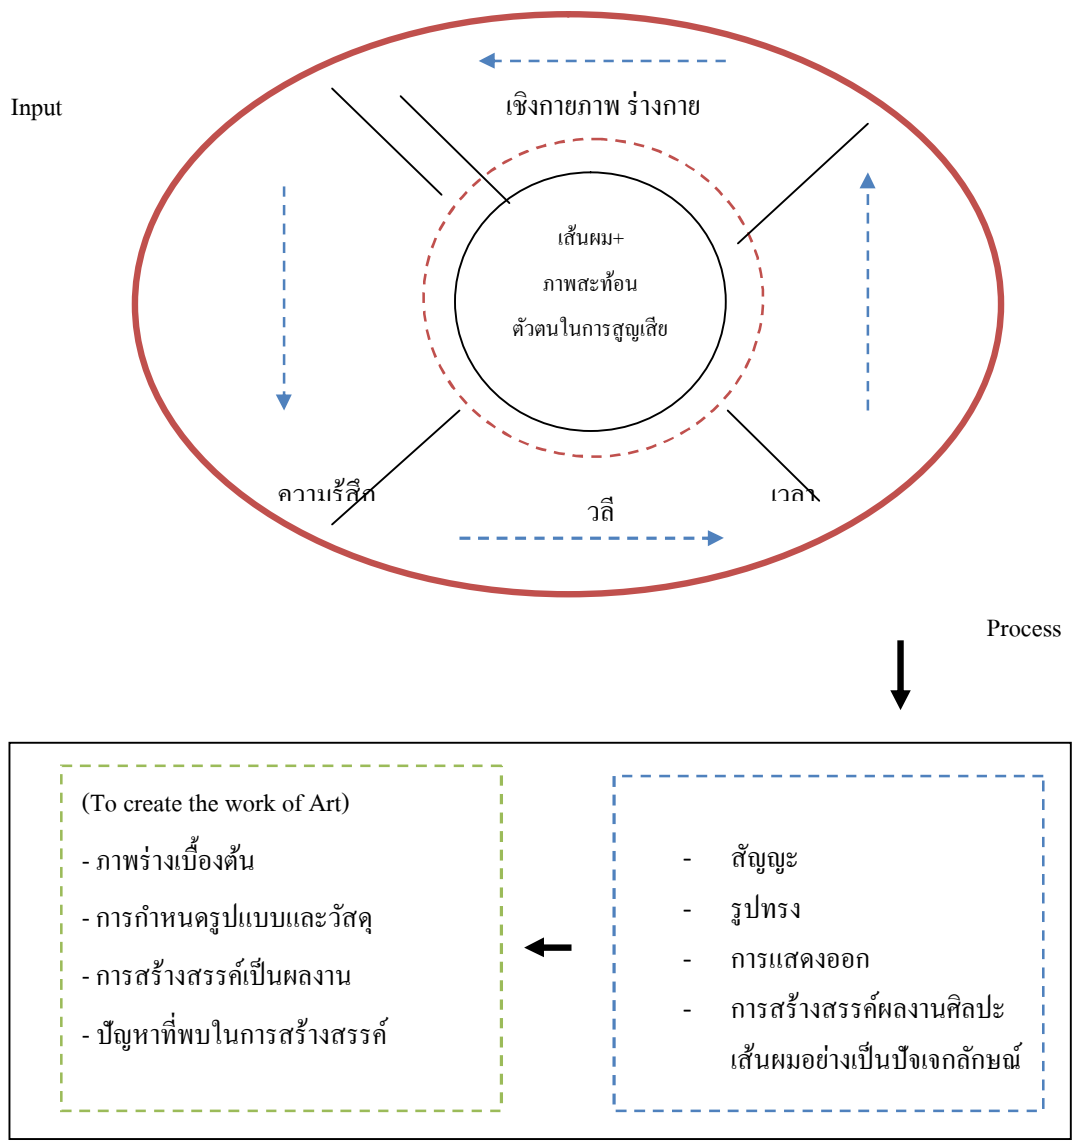 Input
เชิงกายภาพ ร่างกาย
เส้นผม+
ภาพสะท้อน
ตัวตนในการสูญเสีย
ความรู้สึก
วลี
เวลา
Process
(To create the work of Art)
- ภาพร่างเบื้องต้น
- การกำหนดรูปแบบและวัสดุ
- การสร้างสรรค์เป็นผลงาน
- ปัญหาที่พบในการสร้างสรรค์
- สัญญะ
- รูปทรง
- การแสดงออก
- การสร้างสรรค์ผลงานศิลปะ
เส้นผมอย่างเป็นปัจเจกลักษณ์